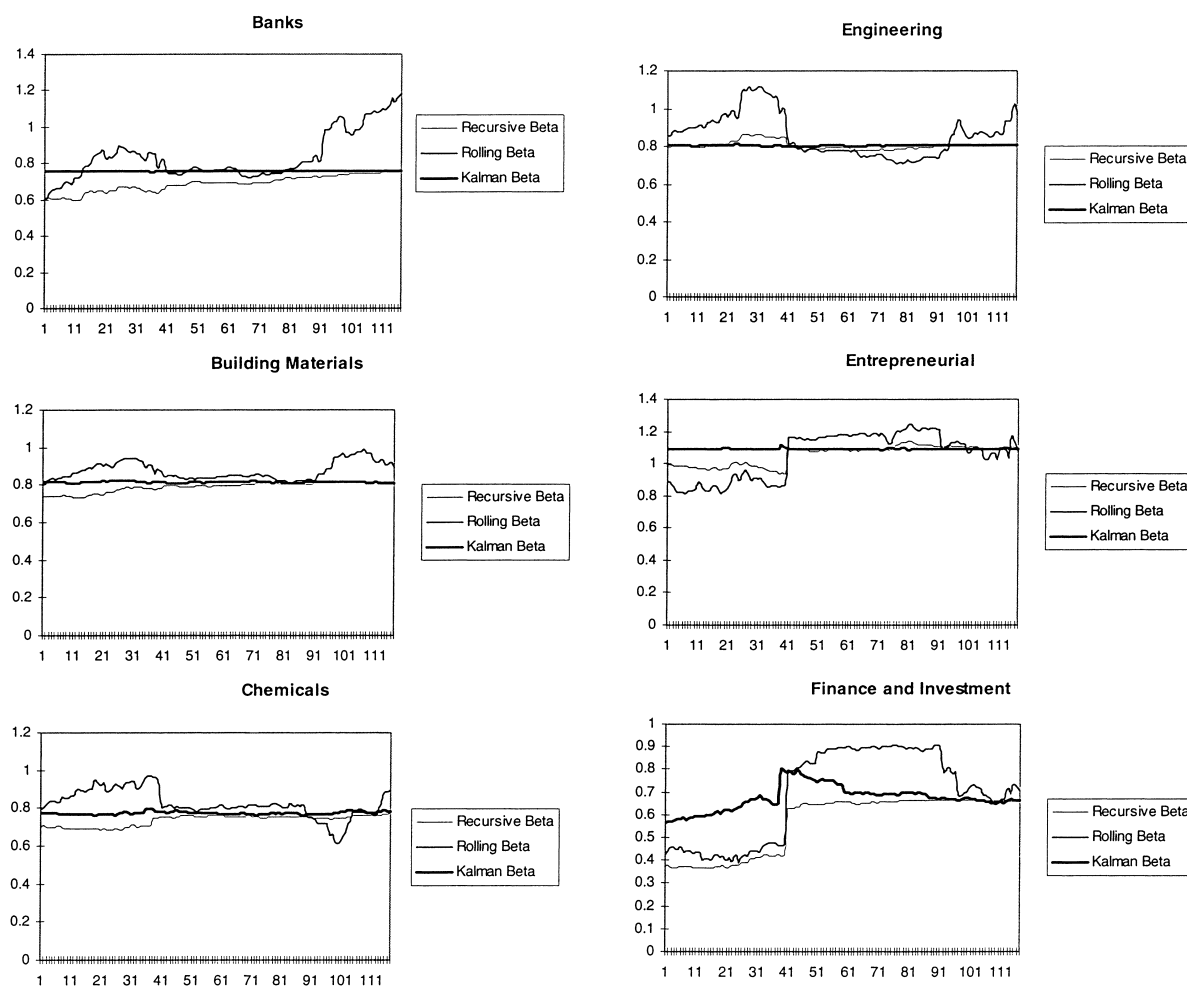 Banks
1.4
1.2
1
0.8
0.6
0.4
0.2
0
1 11 21 31 41 51 61 71 81 91 101 111
Recursive Beta
Rolling Beta
Kalman Beta
Engineering
1.2
1
0.8
0.6
0.4
0.2
0
1 11 21 31 41 51 61 71 81 91 101 111
Recursive Beta
Rolling Beta
Kalman Beta
Building Materials
1.2
1
0.8
0.6
0.4
0.2
0
1 11 21 31 41 51 61 71 81 91 101 111
Recursive Beta
Rolling Beta
Kalman Beta
Entrepreneurial
1.4
1.2
1
0.8
0.6
0.4
0.2
0
1 11 21 31 41 51 61 71 81 91 101 111
Recursive Beta
Rolling Beta
Kalman Beta
Chemicals
1.2
1
0.8
0.6
0.4
0.2
0
1 11 21 31 41 51 61 71 81 91 101 111
Recursive Beta
Rolling Beta
Kalman Beta
Finance and Investment
1
0.9
0.8
0.7
0.6
0.5
0.4
0.3
0.2
0.1
0
1 11 21 31 41 51 61 71 81 91 101 111
Recursive Beta
Rolling Beta
Kalman Beta